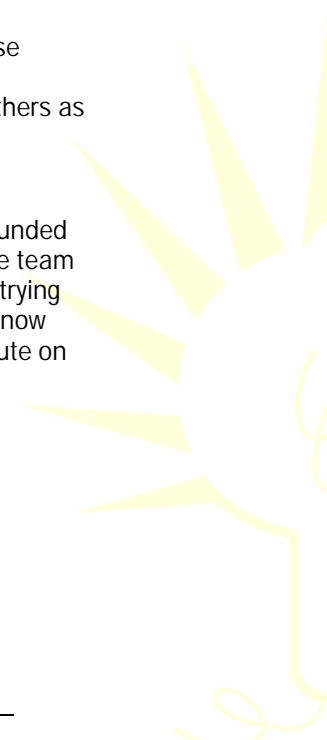 se
thers as
unded
e team
trying
now
ute on